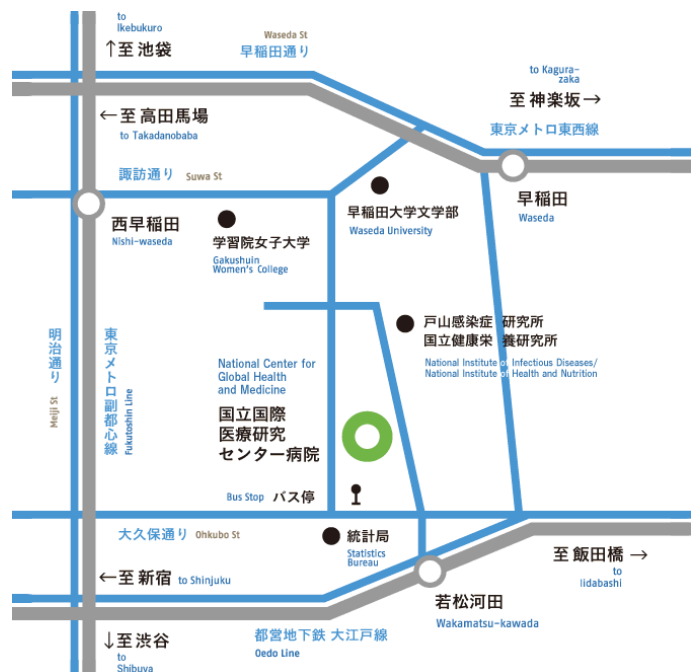 to
Ikebukuro
↑至 池袋
Waseda St
早稲田通り
to Kagura-
zaka
至 神楽坂→
←至 高田馬場
to Takadanobaba
東京メトロ東西線
諏訪通り Suwa St
早稲田大学文学部
Waseda University
早稲田
Waseda
西早稲田
Nishi-waseda
学習院女子大学
Gakushuin
Women's College
戸山感染症 研究所
国立健康栄 養研究所
National Institute of Infectious Diseases/
National Institute of Health and Nutrition
明治通り
Meiji St
東京メトロ副都心線
Fukutoshin Line
National Center for
Global Health
and Medicine
国立国際
医療研究
センター病院
Bus Stop バス停
大久保通り Ohkubo St
統計局
Statistics
Bureau
至 飯田橋 →
to
Iidabashi
←至 新宿 to Shinjuku
若松河田
Wakamatsu-kawada
都営地下鉄 大江戸線
Oedo Line
↓至 渋谷
to
Shibuya